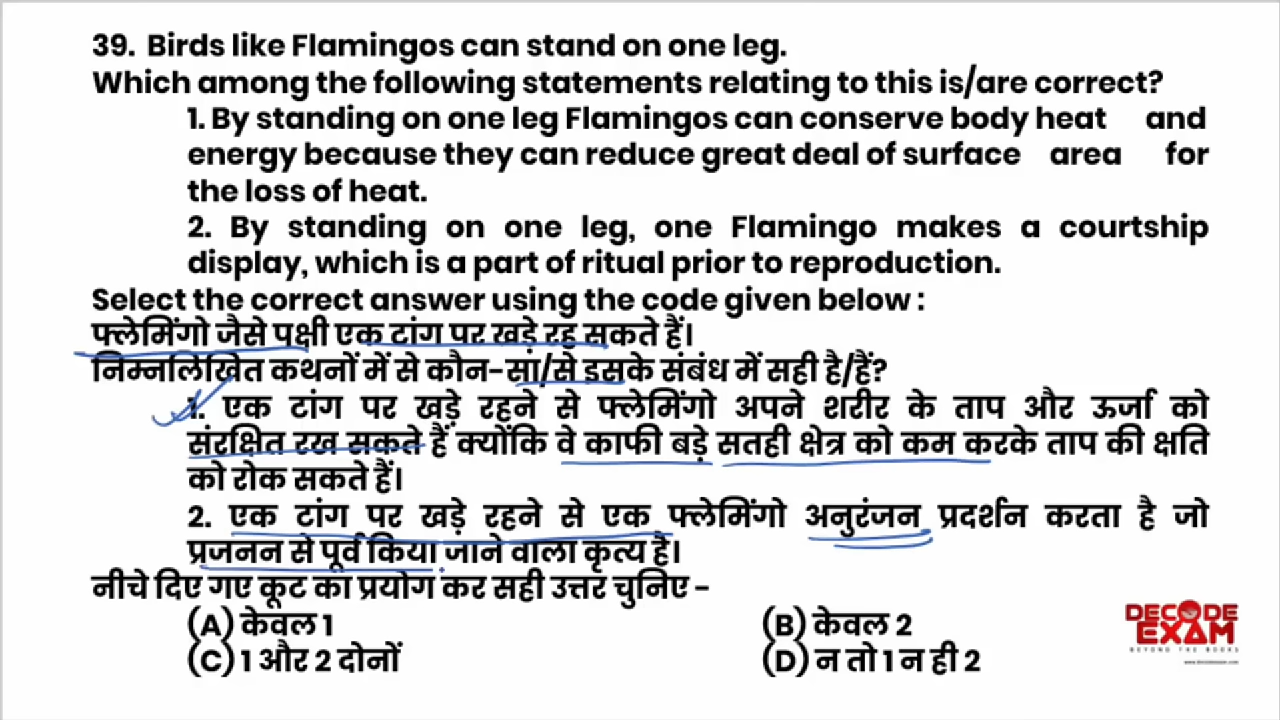 39. Birds like Flamingos can stand on one leg.
Which among the following statements relating to this is/are correct?
1. By standing on one leg Flamingos can conserve body heat and
energy because they can reduce great deal of surface area for
the loss of heat.
2. By standing on one leg, one Flamingo makes a courtship
display, which is a part of ritual prior to reproduction.
Select the correct answer using the code given below :
फ्लेमिंगो जैसे पक्षी एक टांग पर खड़े रह सकते हैं।
निम्नलिखित कथनों में से कौन-सा/से इसके संबंध में सही है/हैं?
1. एक टांग पर खड़े रहने से फ्लेमिंगो अपने शरीर के ताप और ऊर्जा को
संरक्षित रख सकते हैं क्योंकि वे काफी बड़े सतही क्षेत्र को कम करके ताप की क्षति
को रोक सकते हैं।
2. एक टांग पर खड़े रहने से एक फ्लेमिंगो अनुरंजन प्रदर्शन करता है जो
प्रजनन से पूर्व किया जाने वाला कृत्य है।
नीचे दिए गए कूट का प्रयोग कर सही उत्तर चुनिए -
(A) केवल 1
(B) केवल 2
(C) 1 और 2 दोनों
(D) न तो 1 न ही 2
DECODE
EXAM
BEYOND THE BOOKS
www.decodeexam.com